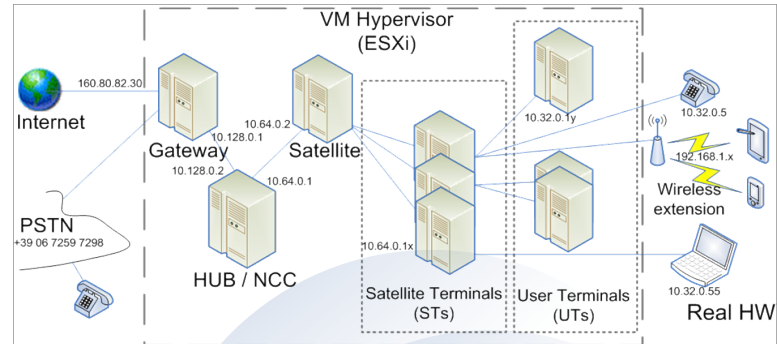 VM Hypervisor
(ESXi)
160.80.82.30
Internet
Gateway
10.128.0.1
10.64.0.2
Satellite
10.128.0.2
10.64.0.1
HUB / NCC
PSTN
+39 06 7259 7298
10.64.0.1x
Satellite Terminals
(STs)
10.32.0.1y
User Terminals
(UTs)
10.32.0.5
192.168.1.x
Wireless
extension
10.32.0.55
Real HW